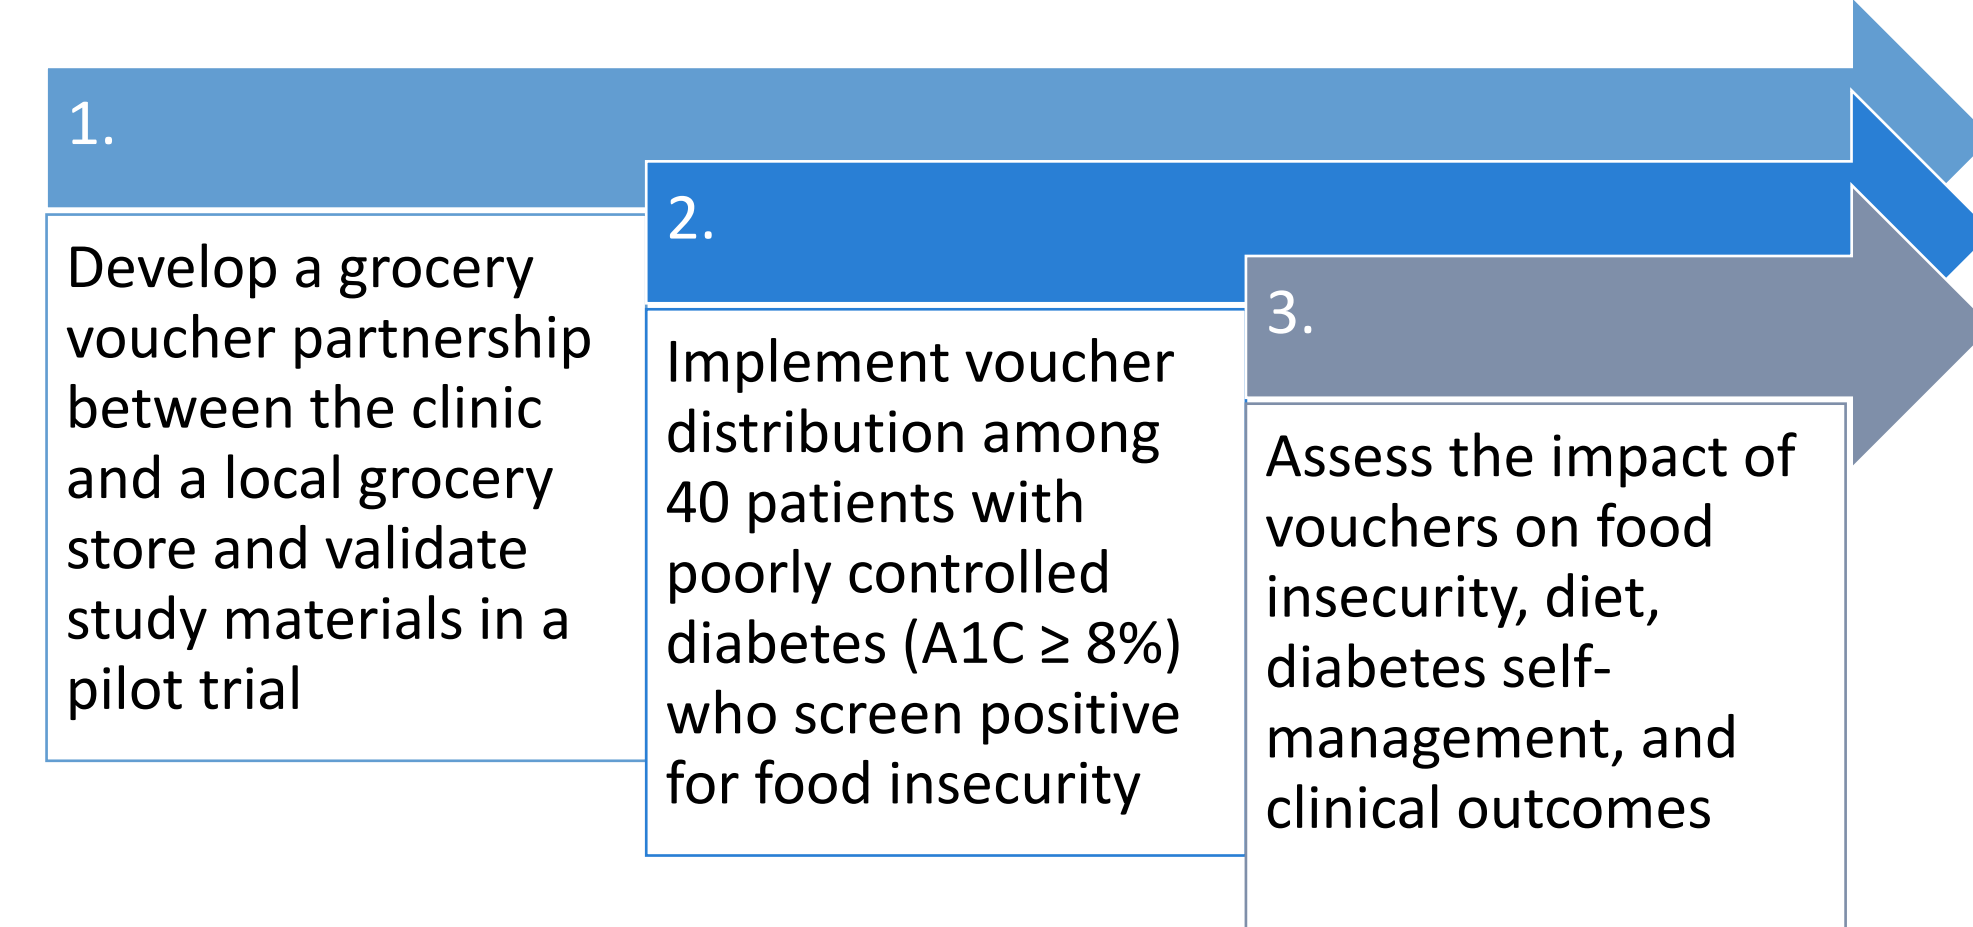 1.
Develop a grocery
voucher partnership
between the clinic
and a local grocery
store and validate
study materials in a
pilot trial
2.
Implement voucher
distribution among
40 patients with
poorly controlled
diabetes (A1C ≥ 8%)
who screen positive
for food insecurity
3.
Assess the impact of
vouchers on food
insecurity, diet,
diabetes self-
management, and
clinical outcomes